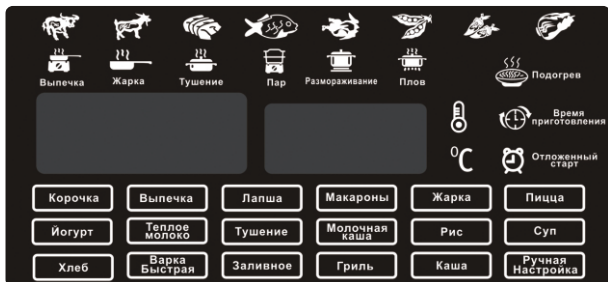 Выпечка Жарка Тушение Пар Размораживание Плов Подогрев
Время
приготовления
°C
Отложенный
старт
Корочка Выпечка Лапша Макароны Жарка Пицца
Йогурт Теплое молоко Тушение Молочная каша Рис Суп
Хлеб Варка Быстрая Заливное Гриль Каша Ручная Настройка